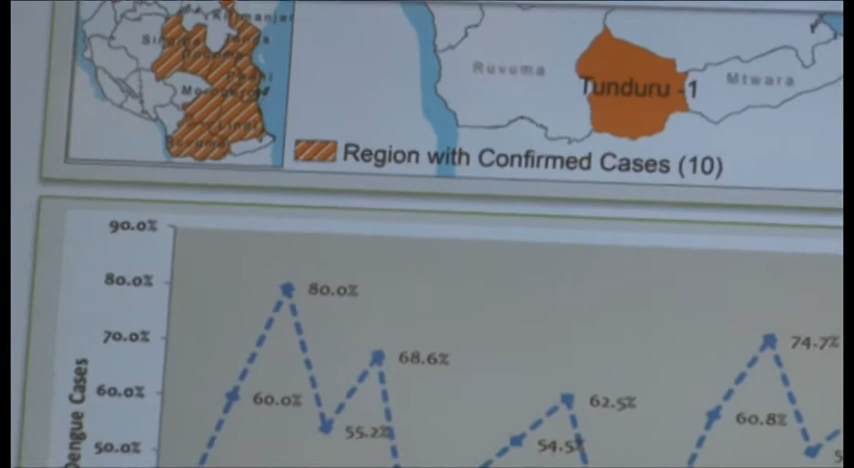 Kilimanjar
Ruvuma
Tunduru -1
Mtwara
Region with Confirmed Cases (10)
90.0%
80.0%
80.0%
70.0%
74.7%
68.6%
60.0%
60.0%
62.5%
60.8%
55.2%
54.5%
50.0%
Dengue Cases